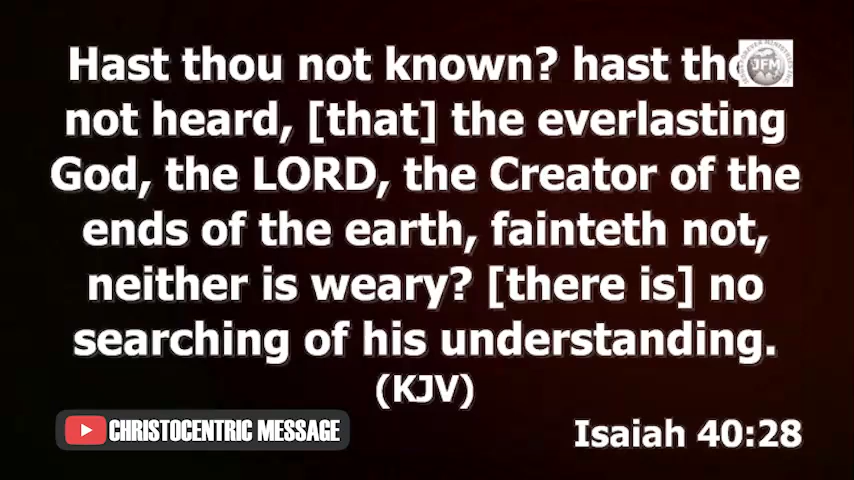 Hast thou not known? hast tho
not heard, [that] the everlasting
God, the LORD, the Creator of the
ends of the earth, fainteth not,
neither is weary? [there is] no
searching of his understanding.
(KJV)
Isaiah 40:28
CHRISTOCENTRIC MESSAGE
JFM